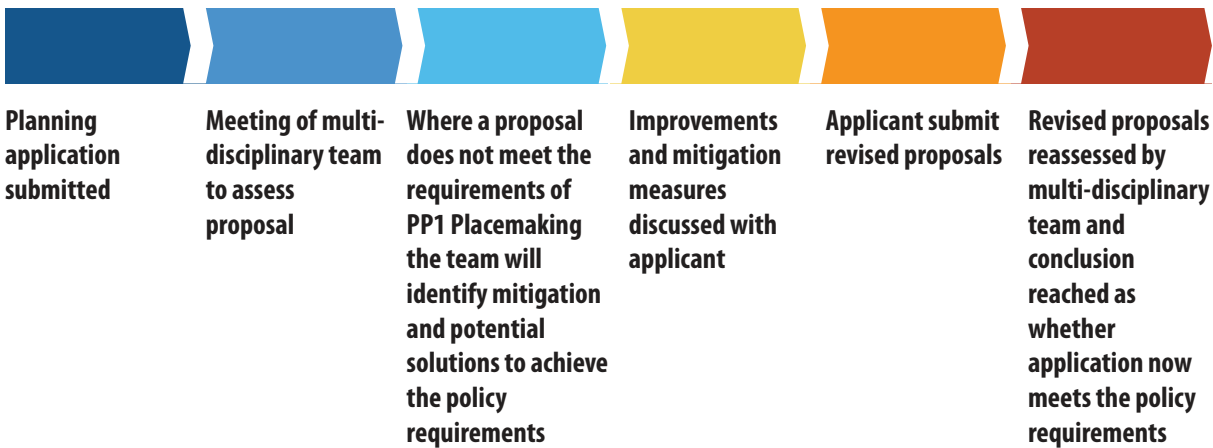 Planning
application
submitted
Meeting of multi-
disciplinary team
to assess
proposal
Where a proposal
does not meet the
requirements of
PP1 Placemaking
the team will
identify mitigation
and potential
solutions to achieve
the policy
requirements
Improvements
and mitigation
measures
discussed with
applicant
Applicant submit
revised proposals
Revised proposals
reassessed by
multi-disciplinary
team and
conclusion
reached as
whether
application now
meets the policy
requirements